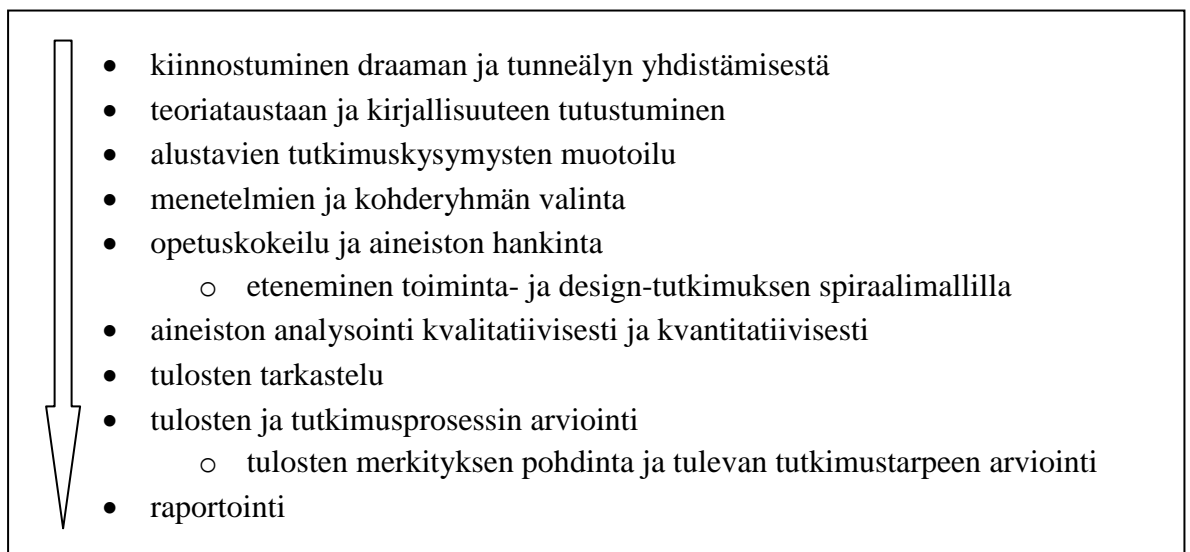 • kiinnostuminen draaman ja tunneälyn yhdistämisestä
• teoriataustaan ja kirjallisuuteen tutustuminen
• alustavien tutkimuskysymysten muotoilu
• menetelmien ja kohderyhmän valinta
• opetuskokeilu ja aineiston hankinta
o eteneminen toiminta- ja design-tutkimuksen spiraalimallilla
• aineiston analysointi kvalitatiivisesti ja kvantitatiivisesti
• tulosten tarkastelu
• tulosten ja tutkimusprosessin arviointi
o tulosten merkityksen pohdinta ja tulevan tutkimustarpeen arviointi
• raportointi